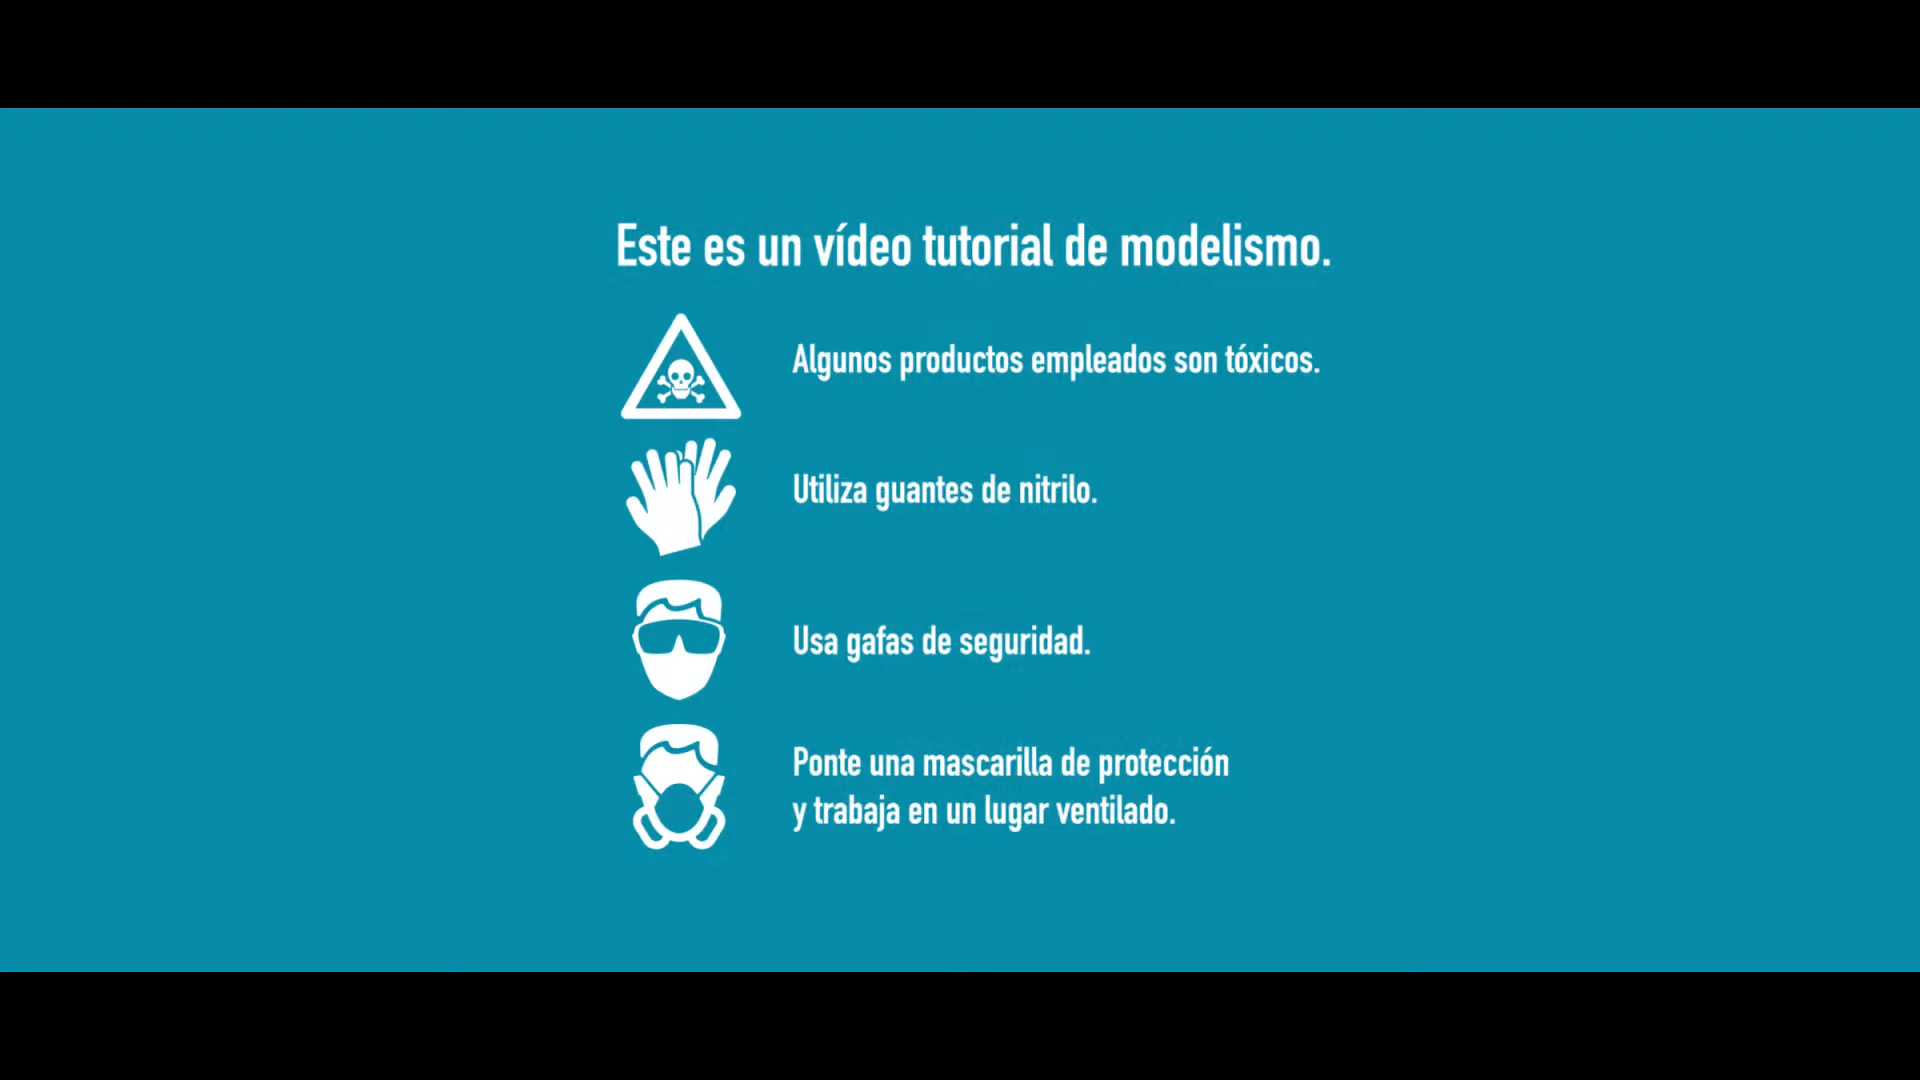 Este es un vídeo tutorial de modelismo.
Algunos productos empleados son tóxicos.
Utiliza guantes de nitrilo.
Usa gafas de seguridad.
Ponte una mascarilla de protección
y trabaja en un lugar ventilado.